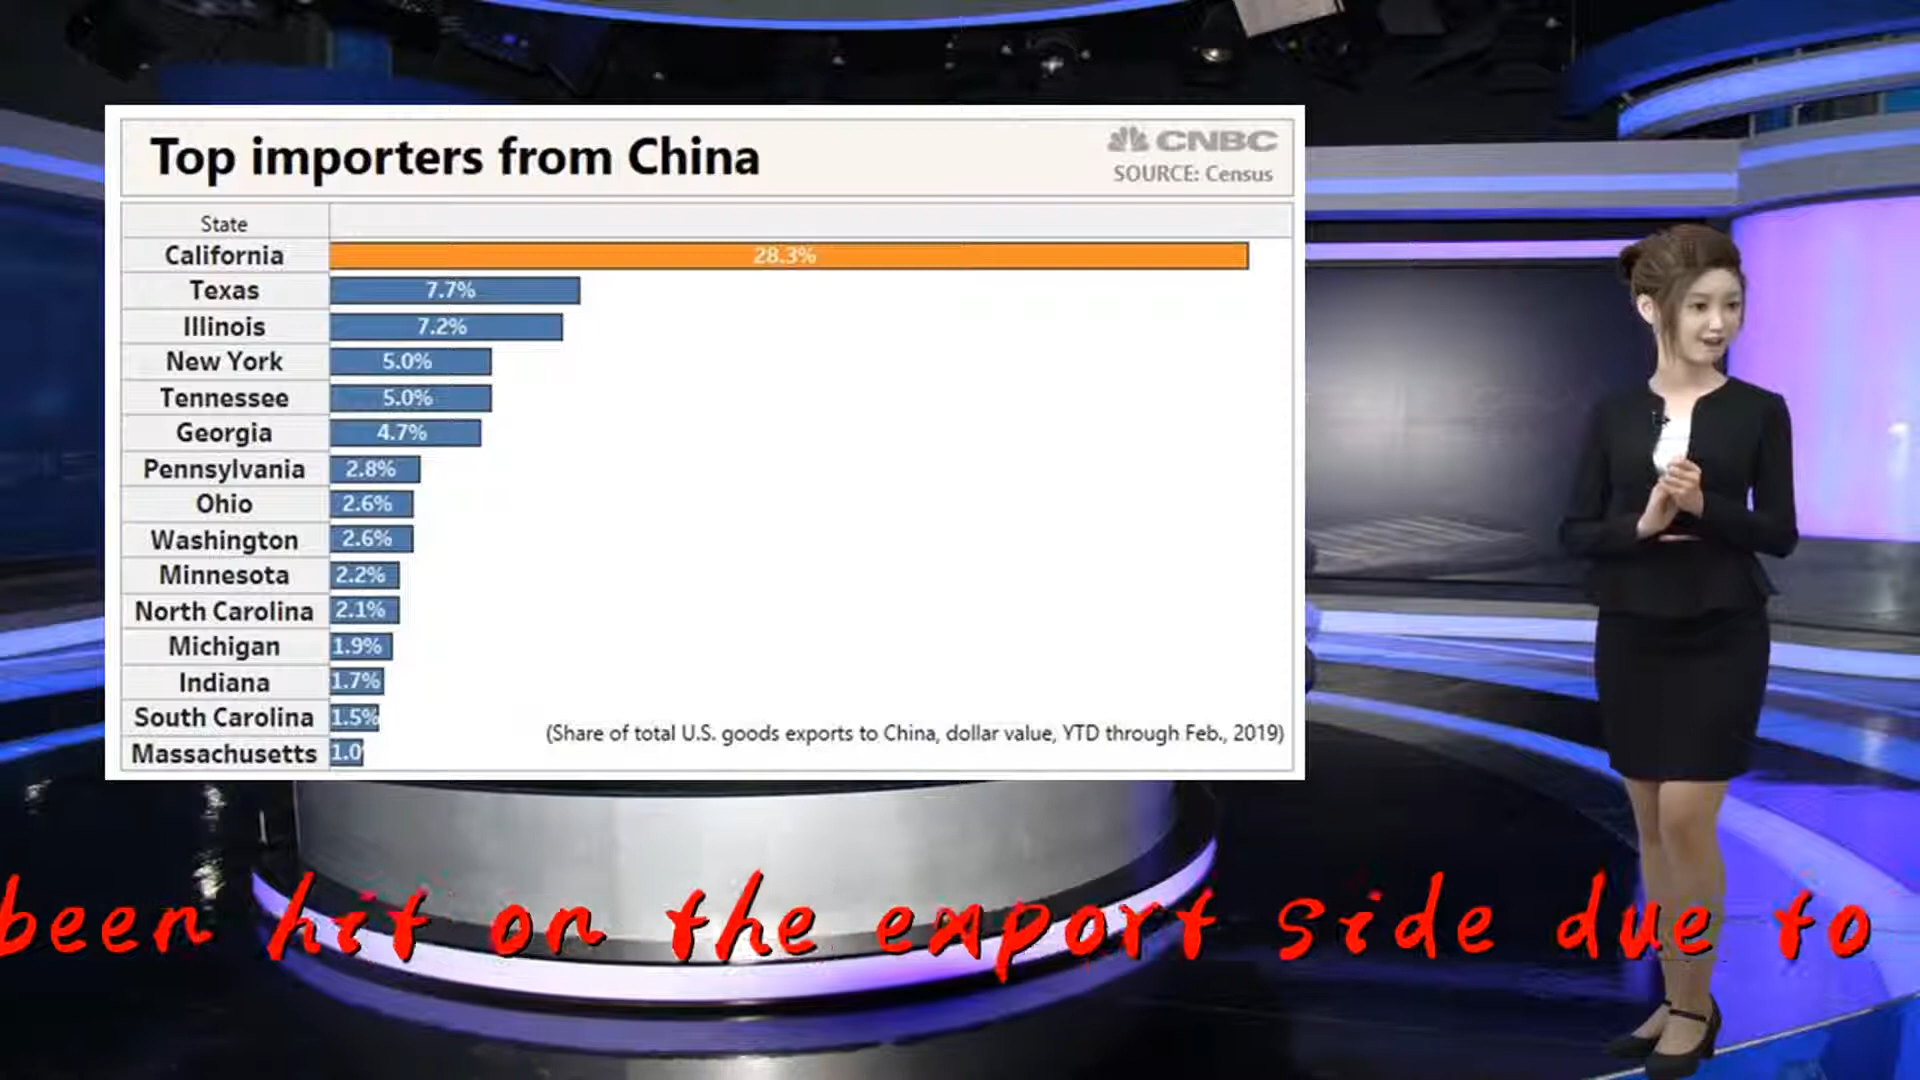 Top importers from China
CNBC
SOURCE: Census
State
California 28.3%
Texas 7.7%
Illinois 7.2%
New York 5.0%
Tennessee 5.0%
Georgia 4.7%
Pennsylvania 2.8%
Ohio 2.6%
Washington 2.6%
Minnesota 2.2%
North Carolina 2.1%
Michigan 1.9%
Indiana 1.7%
South Carolina 1.5%
Massachusetts 1.0
(Share of total U.S. goods exports to China, dollar value, YTD through Feb., 2019)
been hit on the export side due to